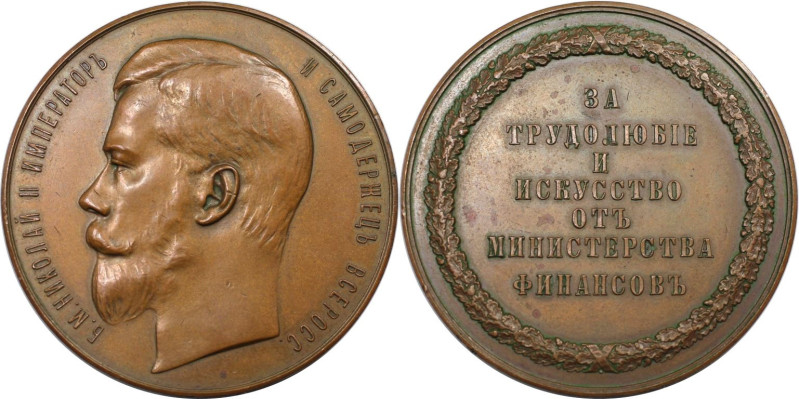 Б.М.НИКОЛАЙ II ИМПЕРАТОРЪ
И САМОДЕРЖЕЦЪ ВСЕРОСС.
ЗА
ТРУДОЛЮБІЕ
И
ИСКУССТВО
ОТЪ
МИНИСТЕРСТВА
ФИНАНСОВЪ